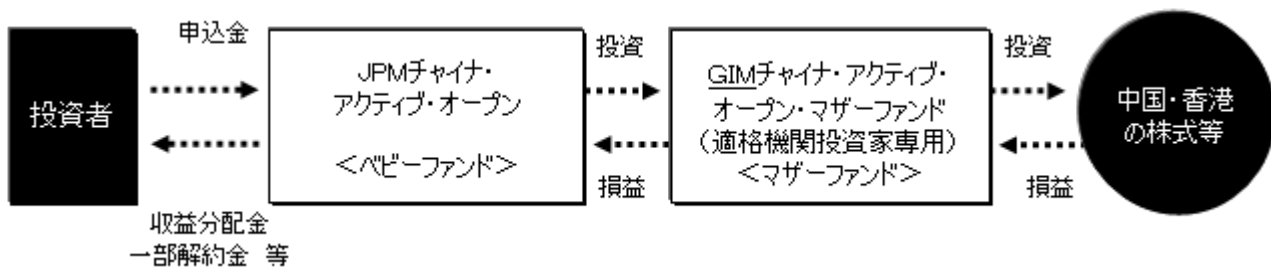 投資者
申込金
収益分配金
一部解約金 等
JPMチャイナ・
アクティブ・オープン
＜ベビーファンド＞
投資
損益
GIMチャイナ・アクティブ・
オープン・マザーファンド
（適格機関投資家専用）
＜マザーファンド＞
投資
損益
中国・香港
の株式等